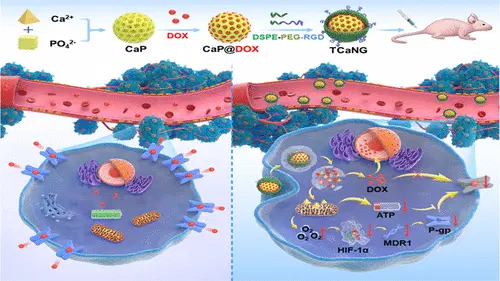 Ca²⁺
+
PO₄²⁻
CaP
DOX
CaP@DOX
DSPE-PEG-RGD
TCaNG
DOX
ATP
P-gp
MDR1
HIF-1α
O₂